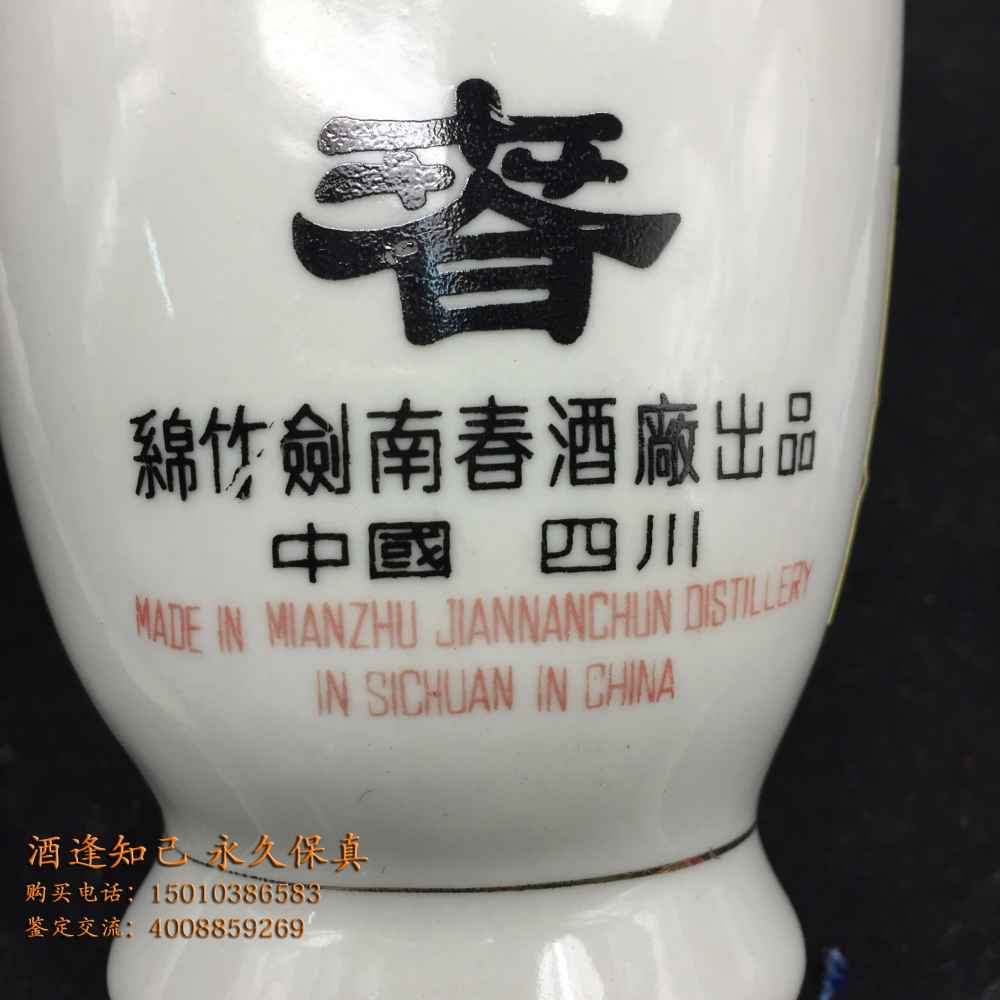 春
綿竹劍南春酒廠出品
中國 四川
MADE IN MIANZHU JIANNANCHUN DISTILLERY
IN SICHUAN IN CHINA
酒逢知己 永久保真
购买电话：15010386583
鉴定交流：4008859269